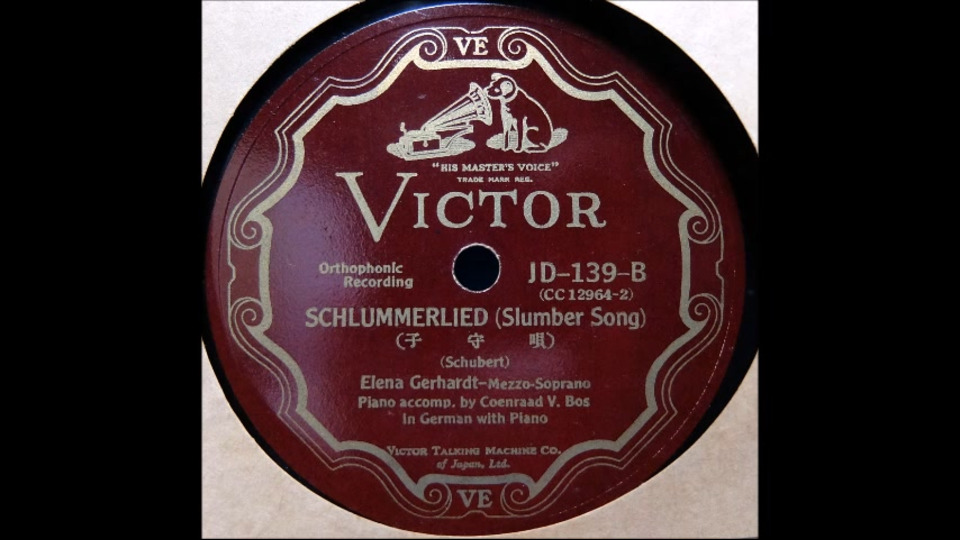 VE
"HIS MASTER'S VOICE"
TRADE MARK REG.
VICTOR
Orthophonic
Recording
JD-139-B
(CC 12964-2)
SCHLUMMERLIED (Slumber Song)
(子 守 唄)
(Schubert)
Elena Gerhardt-Mezzo-Soprano
Piano accomp. by Coenraad V. Bos
In German with Piano
VICTOR TALKING MACHINE CO.
of Japan, Ltd.
VE